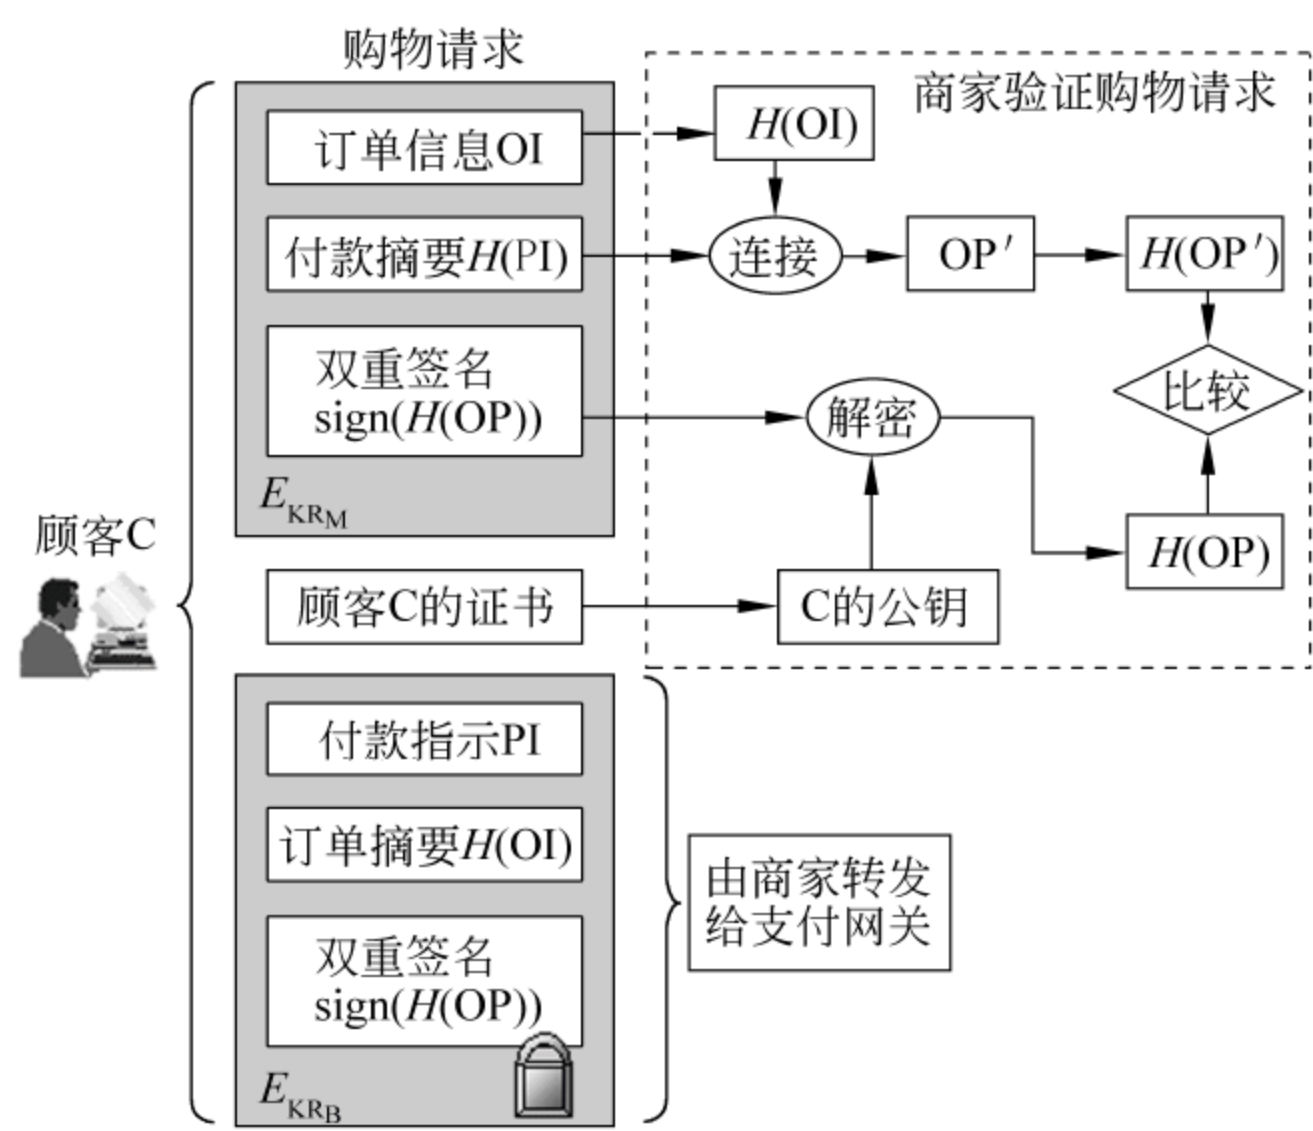 购物请求
商家验证购物请求
订单信息OI
H(OI)
付款摘要H(PI)
连接
OP′
H(OP′)
双重签名
sign(H(OP))
解密
比较
E_KR_M
H(OP)
顾客C
顾客C的证书
C的公钥
付款指示PI
订单摘要H(OI)
由商家转发
给支付网关
双重签名
sign(H(OP))
E_KR_B